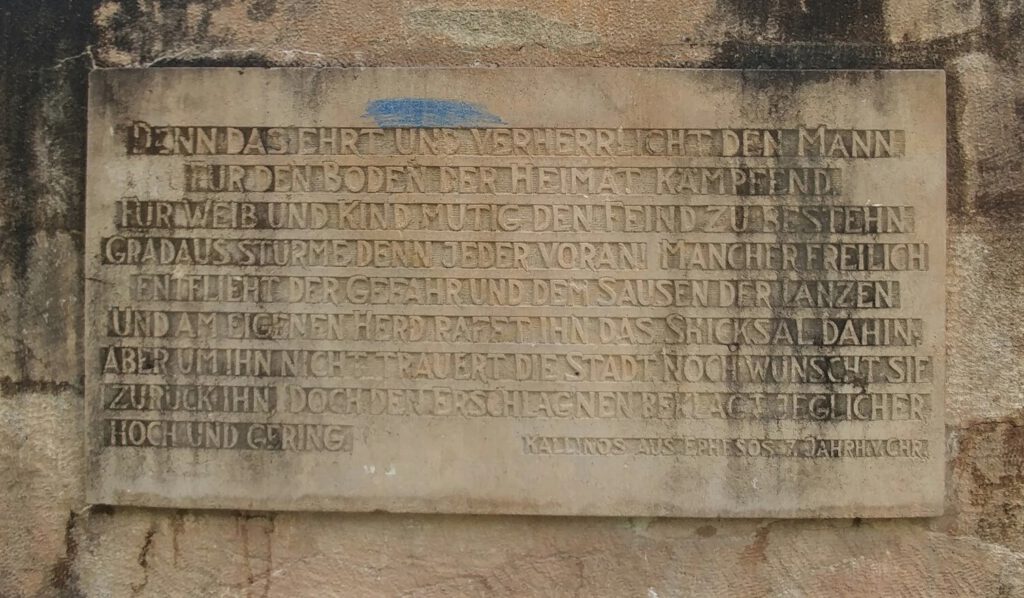 DENN DAS EHRT UND VERHERRLICHT DEN MANN
FÜR DEN BODEN DER HEIMAT KÄMPFEND.
FÜR WEIB UND KIND MUTIG DEN FEIND ZU BESTEHN.
GRADAUS STÜRME DENN JEDER VORAN! MANCHER FREILICH
ENTFLIEHT DER GEFAHR UND DEM SAUSEN DER LANZEN
UND AM EIGENEN HERD RAFFT IHN DAS SHICKSAL DAHIN.
ABER UM IHN NICHT TRAUERT DIE STADT NOCH WÜNSCHT SIE
ZURÜCK IHN, DOCH DEN ERSCHLAGNEN BEKLAGT JEGLICHER
HOCH UND GERING.
KALLINOS AUS EPHESOS 7. JAHRH. V. CHR.